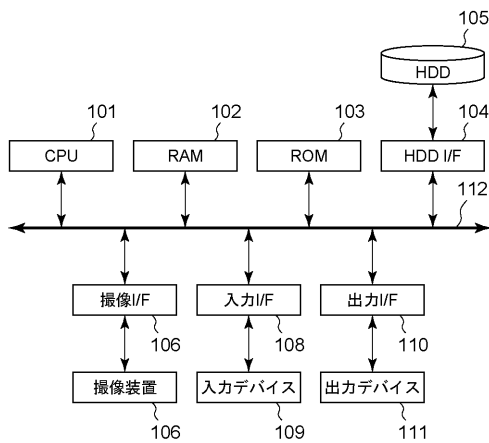 105
HDD
101
102
103
104
CPU
RAM
ROM
HDD I/F
112
撮像I/F
入力I/F
出力I/F
106
108
110
撮像装置
入力デバイス
出力デバイス
106
109
111